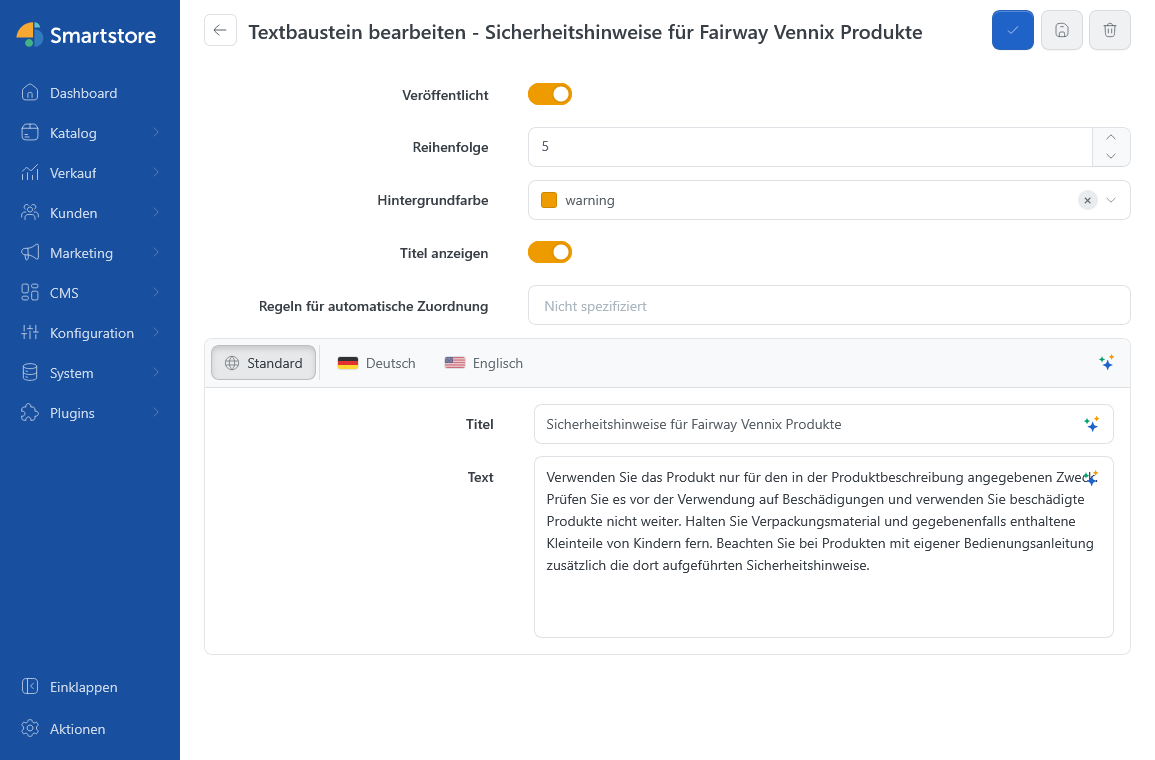 Smartstore
Dashboard
Katalog
Verkauf
Kunden
Marketing
CMS
Konfiguration
System
Plugins
Einklappen
Aktionen
Textbaustein bearbeiten - Sicherheitshinweise für Fairway Vennix Produkte
Veröffentlicht
Reihenfolge
5
Hintergrundfarbe
warning
Titel anzeigen
Regeln für automatische Zuordnung
Nicht spezifiziert
Standard
Deutsch
Englisch
Titel
Sicherheitshinweise für Fairway Vennix Produkte
Text
Verwenden Sie das Produkt nur für den in der Produktbeschreibung angegebenen Zweck.
Prüfen Sie es vor der Verwendung auf Beschädigungen und verwenden Sie beschädigte
Produkte nicht weiter. Halten Sie Verpackungsmaterial und gegebenenfalls enthaltene
Kleinteile von Kindern fern. Beachten Sie bei Produkten mit eigener Bedienungsanleitung
zusätzlich die dort aufgeführten Sicherheitshinweise.